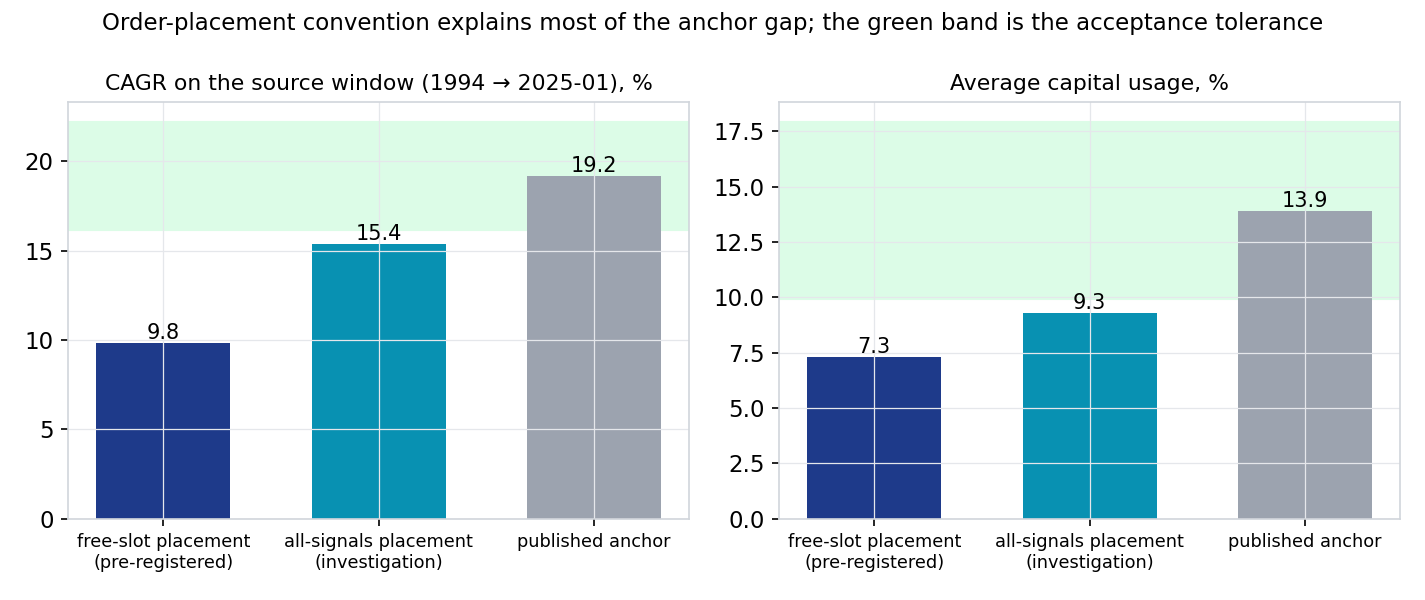 Order-placement convention explains most of the anchor gap; the green band is the acceptance tolerance
CAGR on the source window (1994 → 2025-01), %
20
15
10
5
0
9.8
15.4
19.2
free-slot placement
(pre-registered)
all-signals placement
(investigation)
published anchor
Average capital usage, %
17.5
15.0
12.5
10.0
7.5
5.0
2.5
0.0
7.3
9.3
13.9
free-slot placement
(pre-registered)
all-signals placement
(investigation)
published anchor